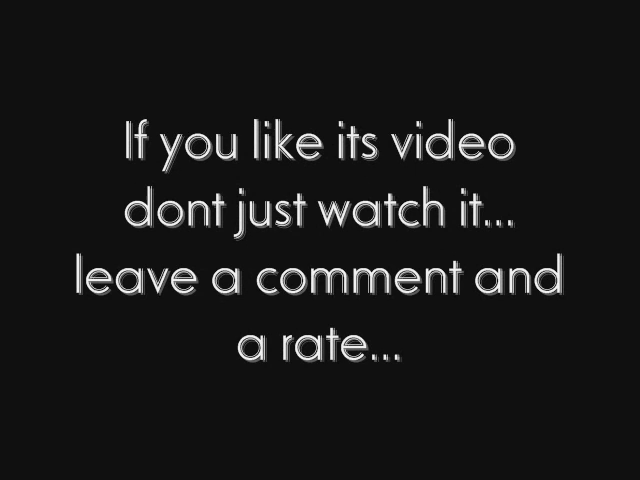 If you like its video
dont just watch it...
leave a comment and
a rate...